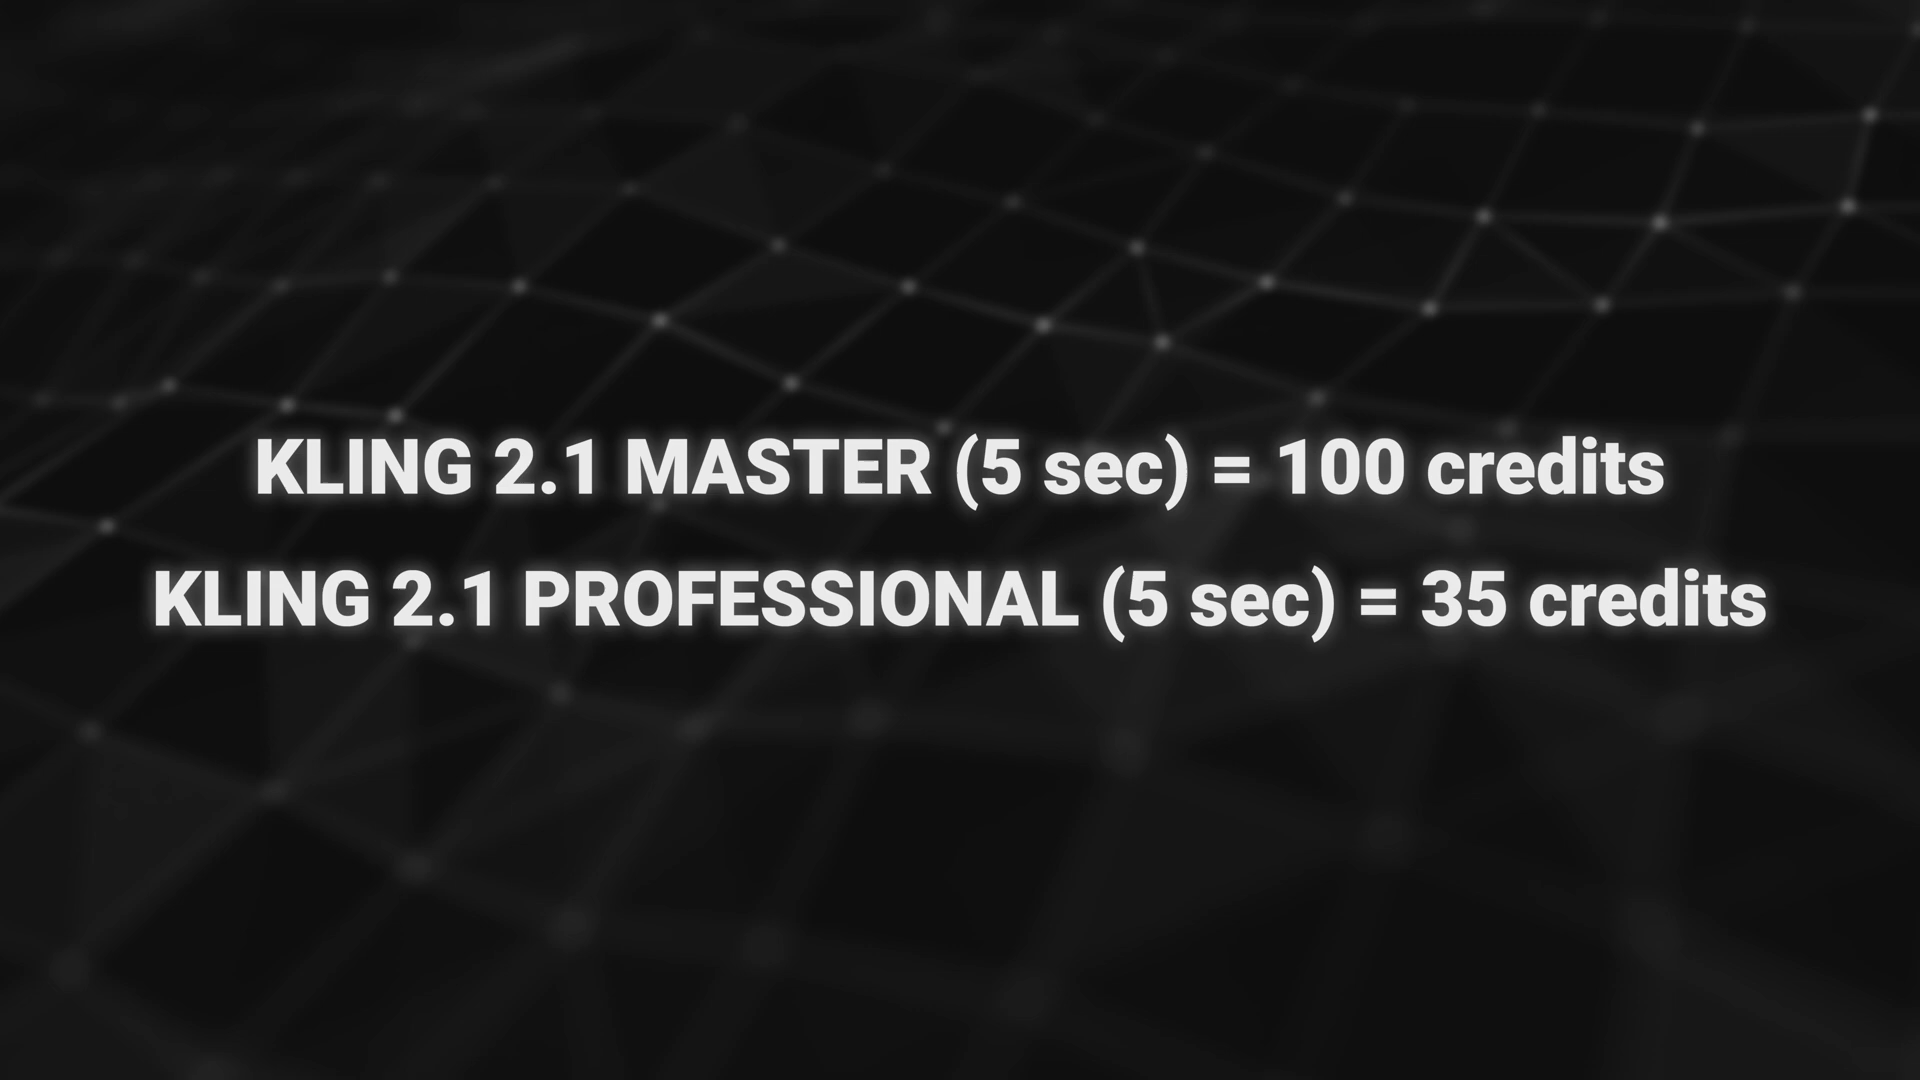 KLING 2.1 MASTER (5 sec) = 100 credits
KLING 2.1 PROFESSIONAL (5 sec) = 35 credits